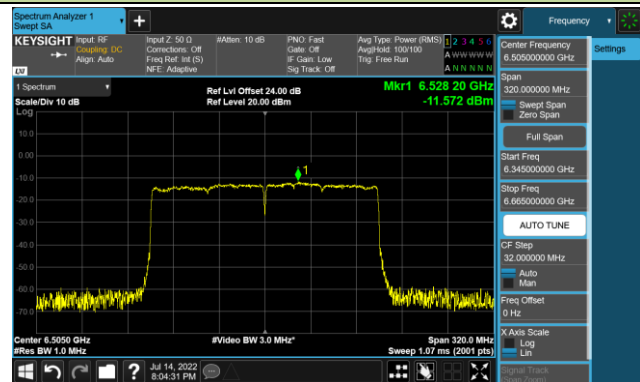 Spectrum Analyzer 1
Swept SA
Frequency
KEYSIGHT
Input: RF
Coupling: DC
Align: Auto
Input Z: 50 Ω
Corrections: Off
Freq Ref: Int (S)
NFE: Adaptive
#Atten: 10 dB
PNO: Fast
Gate: Off
IF Gain: Low
Sig Track: Off
Avg Type: Power (RMS)
Avg|Hold: 100/100
Trig: Free Run
1 2 3 4 5 6
A W W W W W
A N N N N N
LXI
1 Spectrum
Scale/Div 10 dB
Ref Lvl Offset 24.00 dB
Ref Level 20.00 dBm
Mkr1 6.528 20 GHz
-11.572 dBm
Log
10.0
0.00
-10.0
-20.0
-30.0
-40.0
-50.0
-60.0
-70.0
1
Center 6.5050 GHz
#Res BW 1.0 MHz
#Video BW 3.0 MHz*
Span 320.0 MHz
Sweep 1.07 ms (2001 pts)
Jul 14, 2022
8:04:31 PM
Center Frequency
6.505000000 GHz
Settings
Span
320.000000 MHz
Swept Span
Zero Span
Full Span
Start Freq
6.345000000 GHz
Stop Freq
6.665000000 GHz
AUTO TUNE
CF Step
32.000000 MHz
Auto
Man
Freq Offset
0 Hz
X Axis Scale
Log
Lin
Signal Track
(Span Zoom)